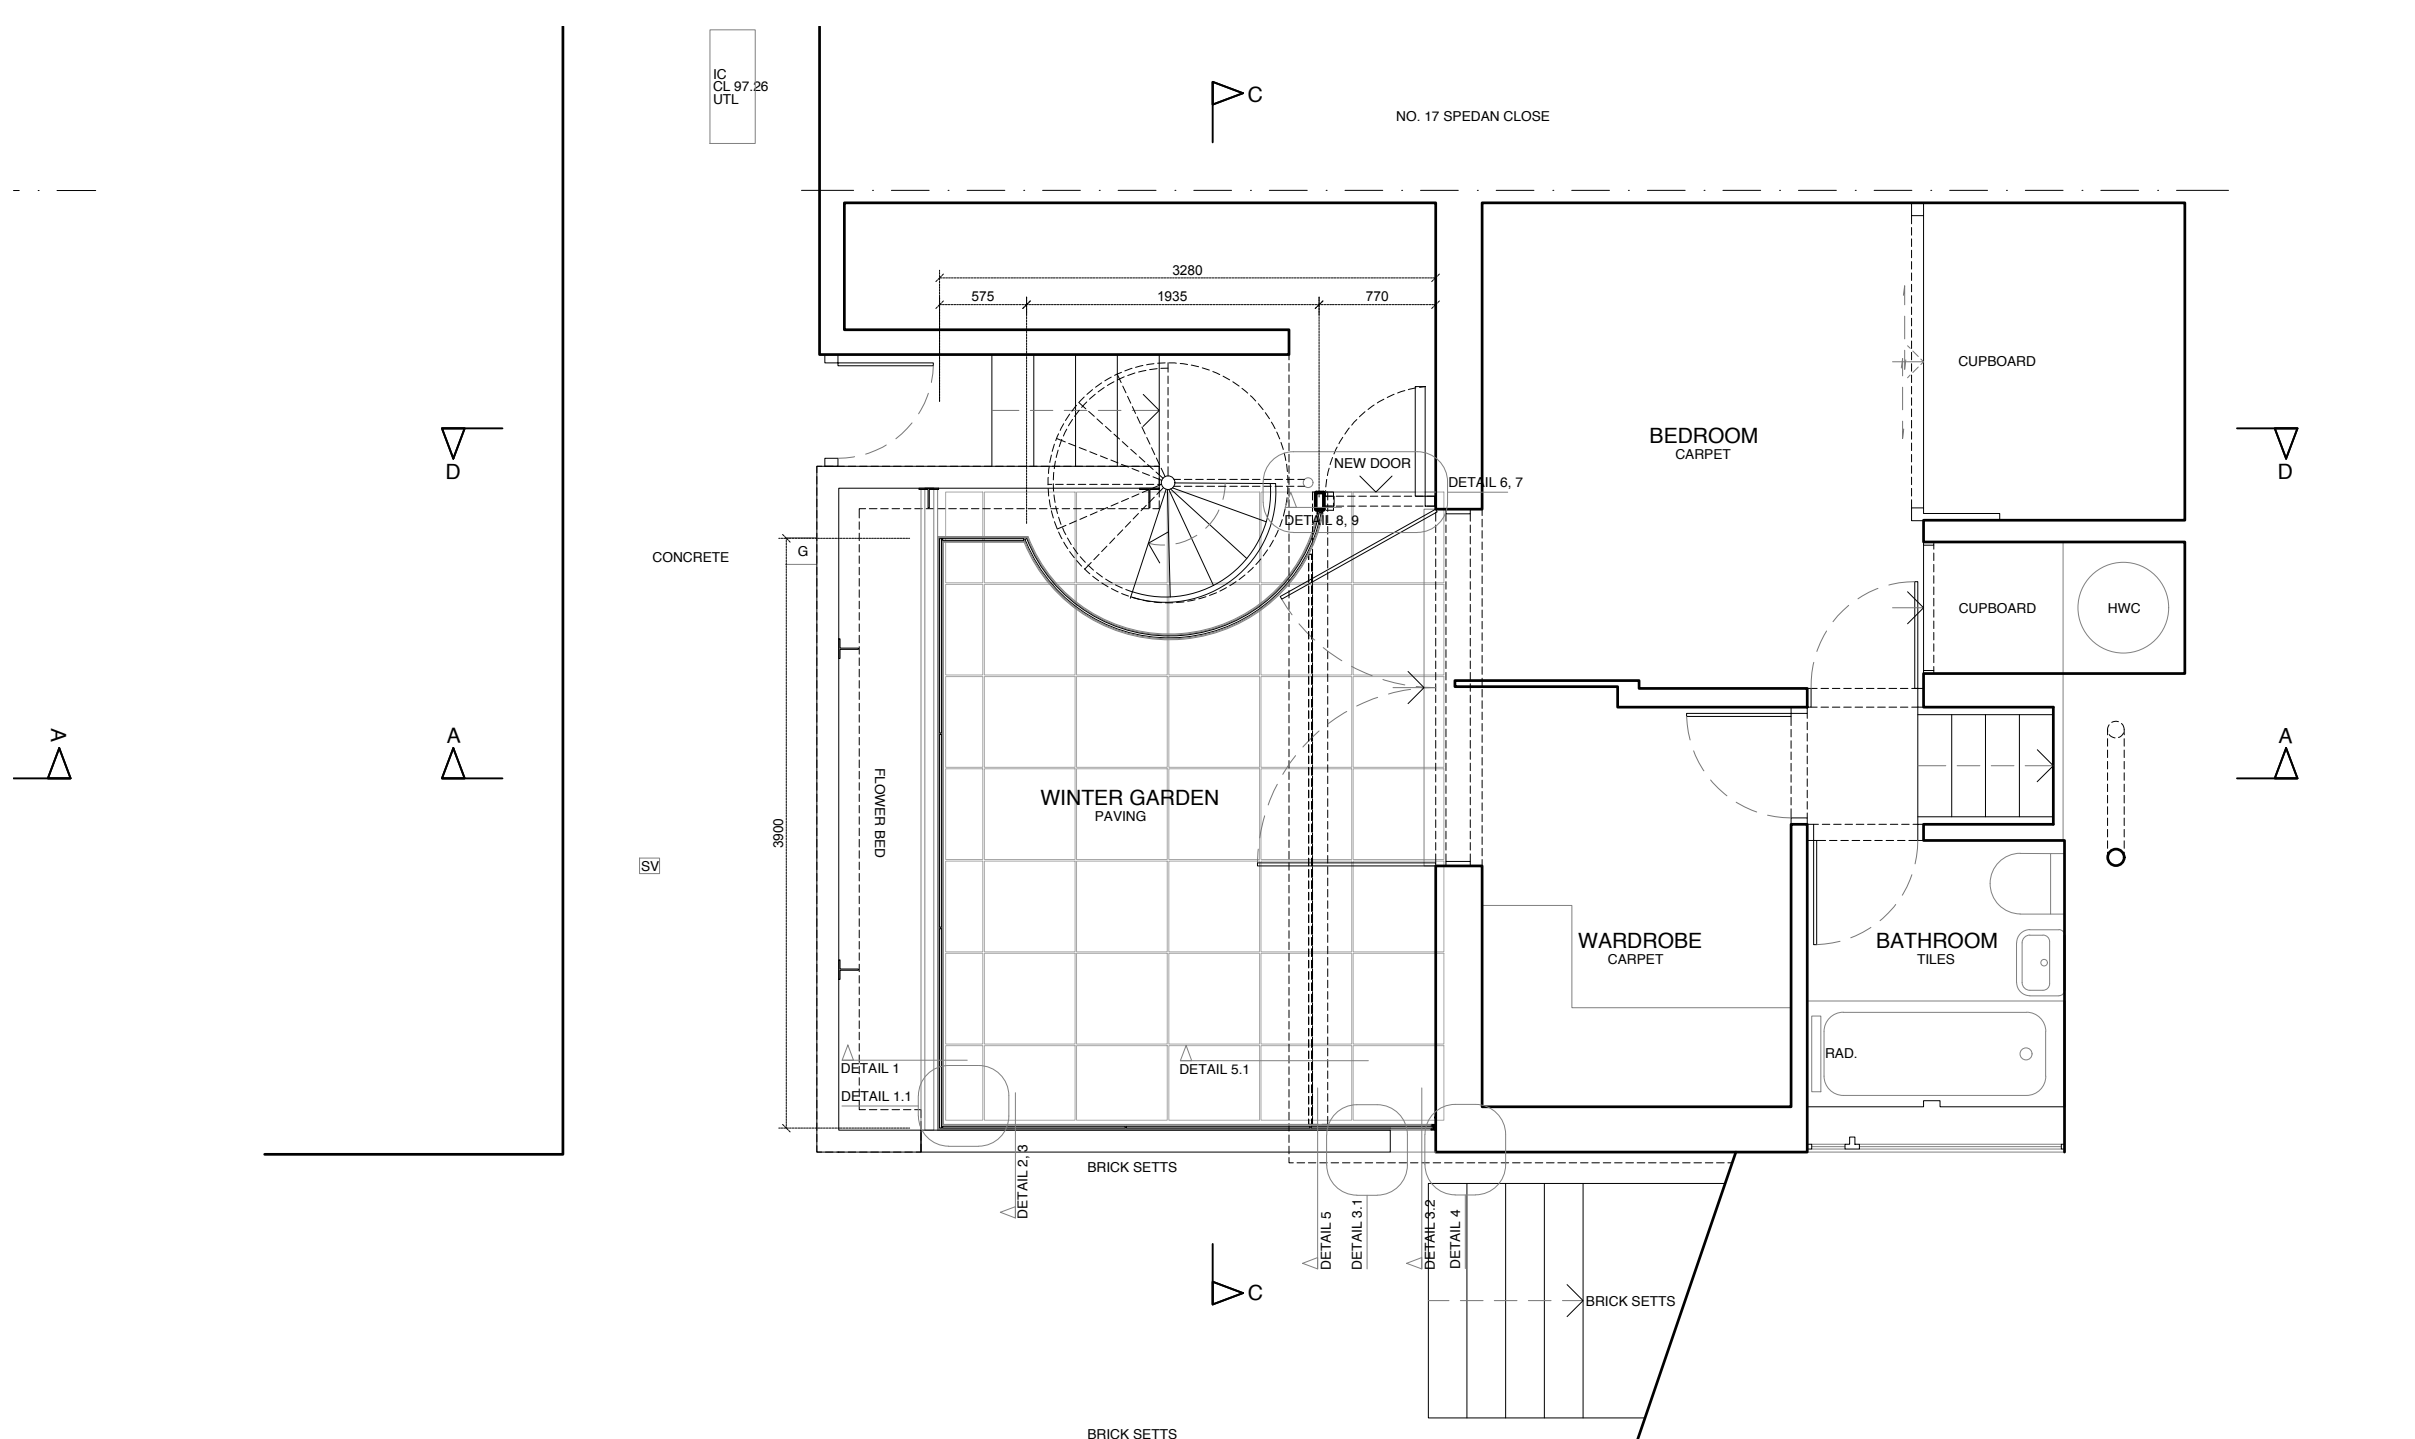 IC
CL 97.26
UTL
C
NO. 17 SPEDAN CLOSE
3280
575
1935
770
CUPBOARD
BEDROOM
CARPET
D
D
NEW DOOR
DETAIL 6, 7
DETAIL 8, 9
CONCRETE
G
CUPBOARD
HWC
A
A
A
FLOWER BED
WINTER GARDEN
PAVING
3900
SV
WARDROBE
CARPET
BATHROOM
TILES
RAD.
DETAIL 1
DETAIL 5.1
DETAIL 1.1
DETAIL 2, 3
BRICK SETTS
DETAIL 5
DETAIL 3.1
DETAIL 3.2
DETAIL 4
C
BRICK SETTS
BRICK SETTS